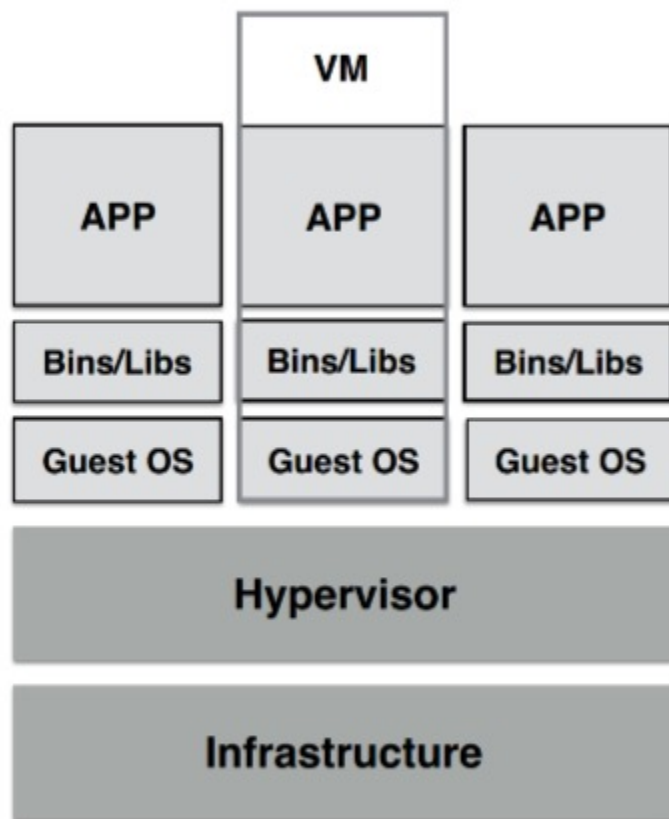 VM
APP APP APP
Bins/Libs Bins/Libs Bins/Libs
Guest OS Guest OS Guest OS
Hypervisor
Infrastructure